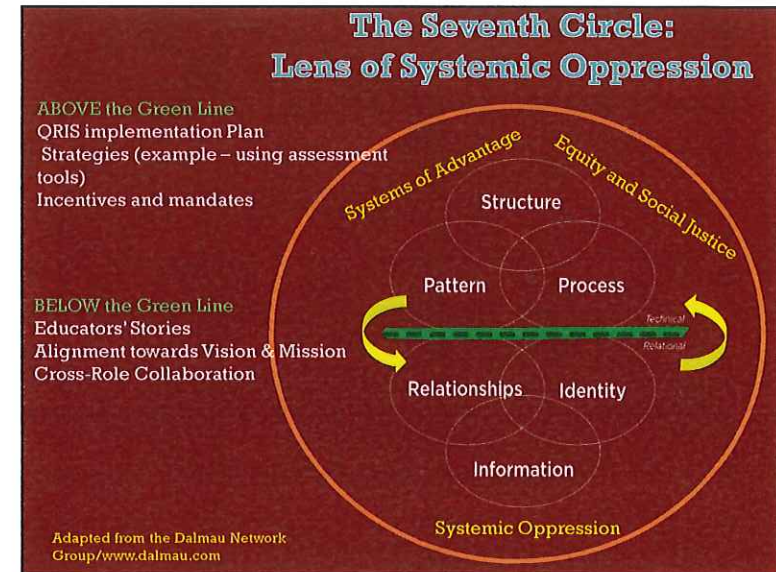 The Seventh Circle:
Lens of Systemic Oppression
ABOVE the Green Line
QRIS implementation Plan
Strategies (example – using assessment
tools)
Incentives and mandates
BELOW the Green Line
Educators' Stories
Alignment towards Vision & Mission
Cross-Role Collaboration
Systems of Advantage
Equity and Social Justice
Structure
Pattern
Process
Technical
Relational
Relationships
Identity
Information
Systemic Oppression
Adapted from the Dalmau Network
Group/www.dalmau.com